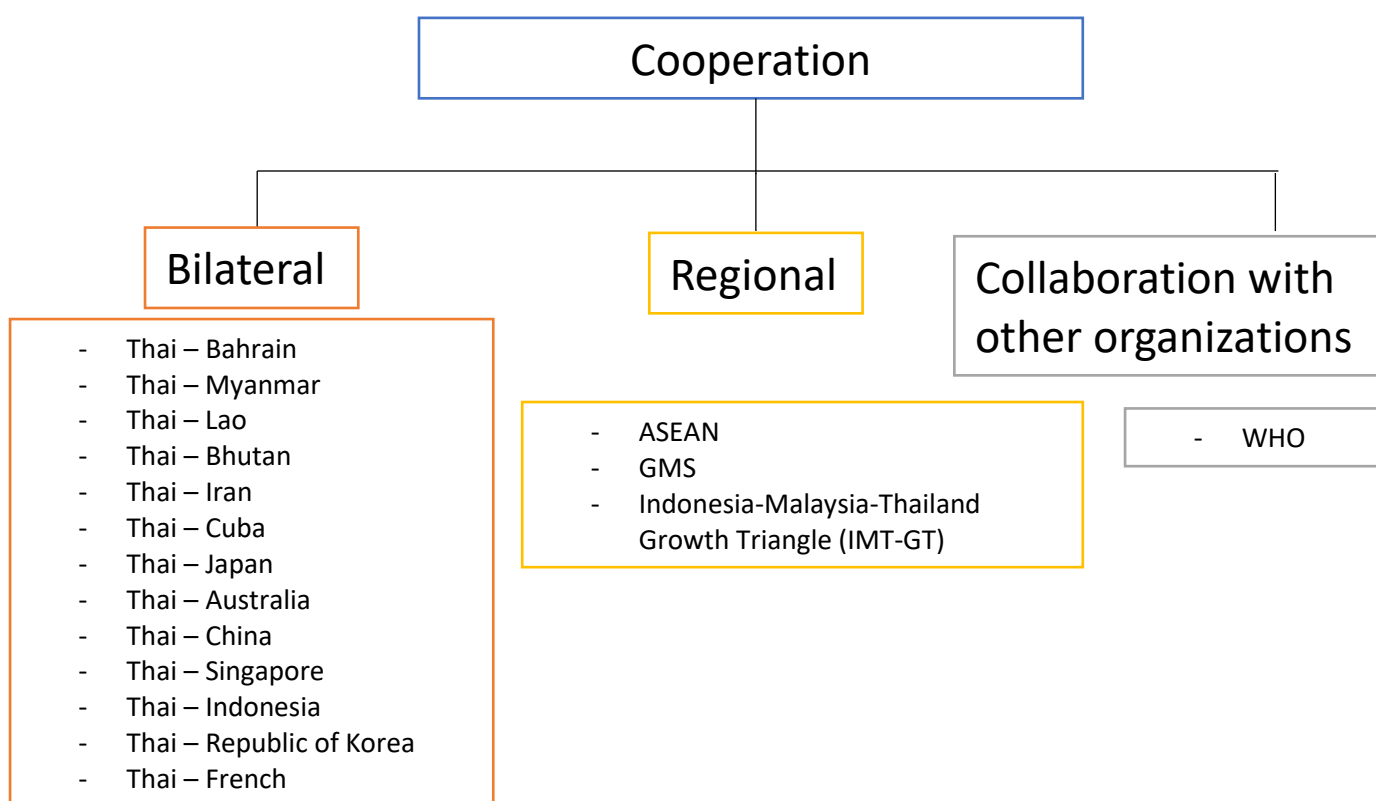 Cooperation
Bilateral
- Thai – Bahrain
- Thai – Myanmar
- Thai – Lao
- Thai – Bhutan
- Thai – Iran
- Thai – Cuba
- Thai – Japan
- Thai – Australia
- Thai – China
- Thai – Singapore
- Thai – Indonesia
- Thai – Republic of Korea
- Thai – French
Regional
- ASEAN
- GMS
- Indonesia-Malaysia-Thailand
Growth Triangle (IMT-GT)
Collaboration with
other organizations
- WHO